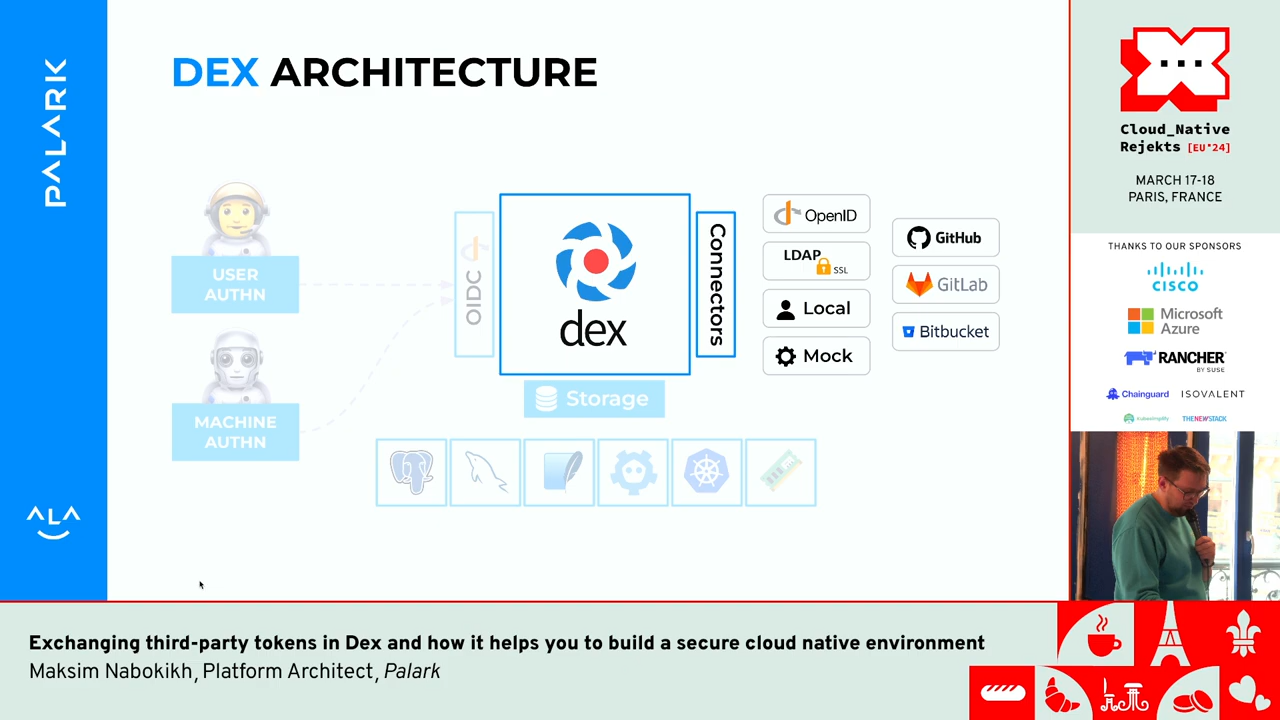 PALARK
DEX ARCHITECTURE
USER
AUTHN
MACHINE
AUTHN
OIDC
dex
Connectors
Storage
OpenID
LDAP
SSL
Local
Mock
GitHub
GitLab
Bitbucket
Cloud_Native
Rejekts [EU*24]
MARCH 17-18
PARIS, FRANCE
THANKS TO OUR SPONSORS
CISCO
Microsoft
Azure
RANCHER
BY SUSE
Chainguard
ISOVALENT
Kubesimplify
THENEWSTACK
Exchanging third-party tokens in Dex and how it helps you to build a secure cloud native environment
Maksim Nabokikh, Platform Architect, Palark